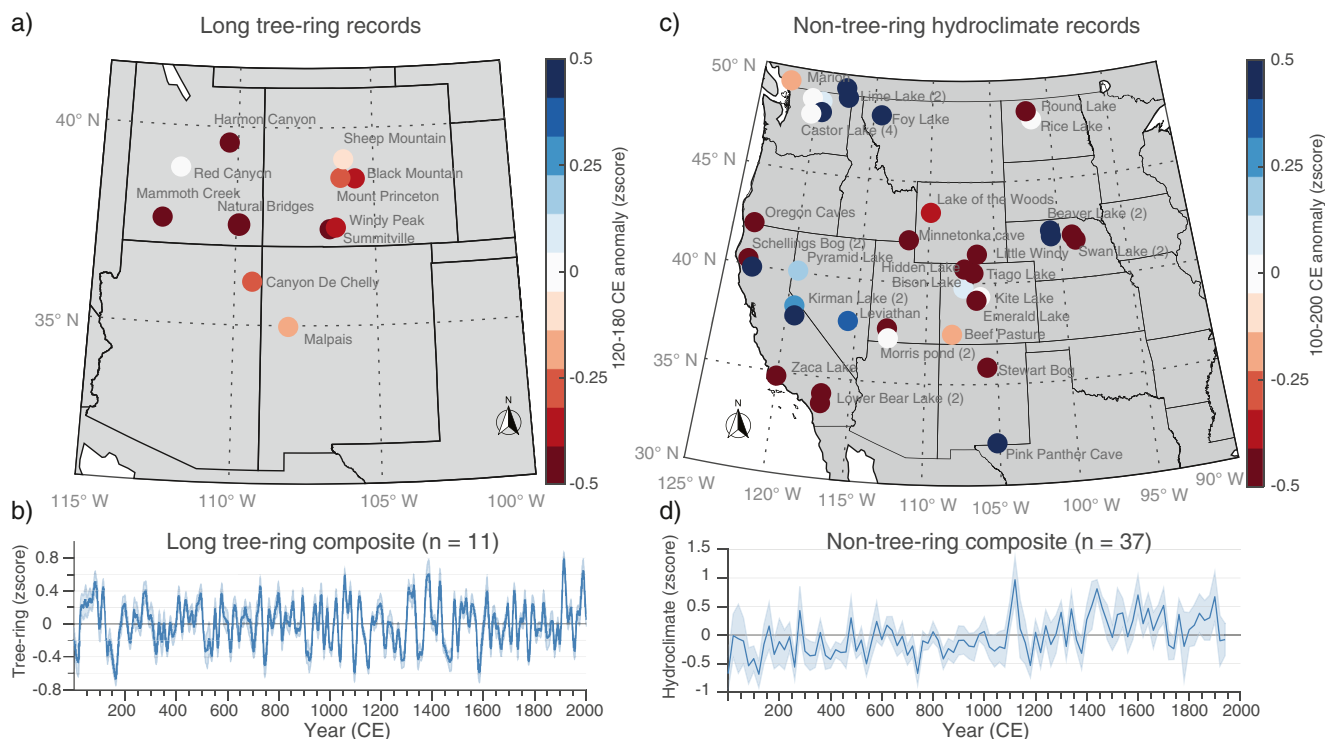 a)
Long tree-ring records
40° N
35° N
115° W
110° W
105° W
100° W
Harmon Canyon
Sheep Mountain
Red Canyon
Black Mountain
Mammoth Creek
Mount Princeton
Natural Bridges
Windy Peak
Summitville
Canyon De Chelly
Malpais
N
0.5
0.25
0
-0.25
-0.5
120-180 CE anomaly (zscore)
c)
Non-tree-ring hydroclimate records
50° N
45° N
40° N
35° N
30° N
125° W
120° W
115° W
110° W
105° W
100° W
95° W
90° W
Marion
Lime Lake (2)
Round Lake
Foy Lake
Rice Lake
Castor Lake (4)
Lake of the Woods
Oregon Caves
Beaver Lake (2)
Minnetonka cave
Schellings Bog (2)
Little Windy
Swan Lake (2)
Pyramid Lake
Hidden Lake
Tiago Lake
Bison Lake
Kirman Lake (2)
Kite Lake
Leviathan
Emerald Lake
Beef Pasture
Morris pond (2)
Zaca Lake
Stewart Bog
Lower Bear Lake (2)
Pink Panther Cave
N
0.5
0.25
0
-0.25
-0.5
100-200 CE anomaly (zscore)
b)
Long tree-ring composite (n = 11)
Tree-ring (zscore)
0.8
0.4
0
-0.4
-0.8
200
400
600
800
1000
1200
1400
1600
1800
2000
Year (CE)
d)
Non-tree-ring composite (n = 37)
Hydroclimate (zscore)
1.5
1
0.5
0
-0.5
-1
200
400
600
800
1000
1200
1400
1600
1800
2000
Year (CE)